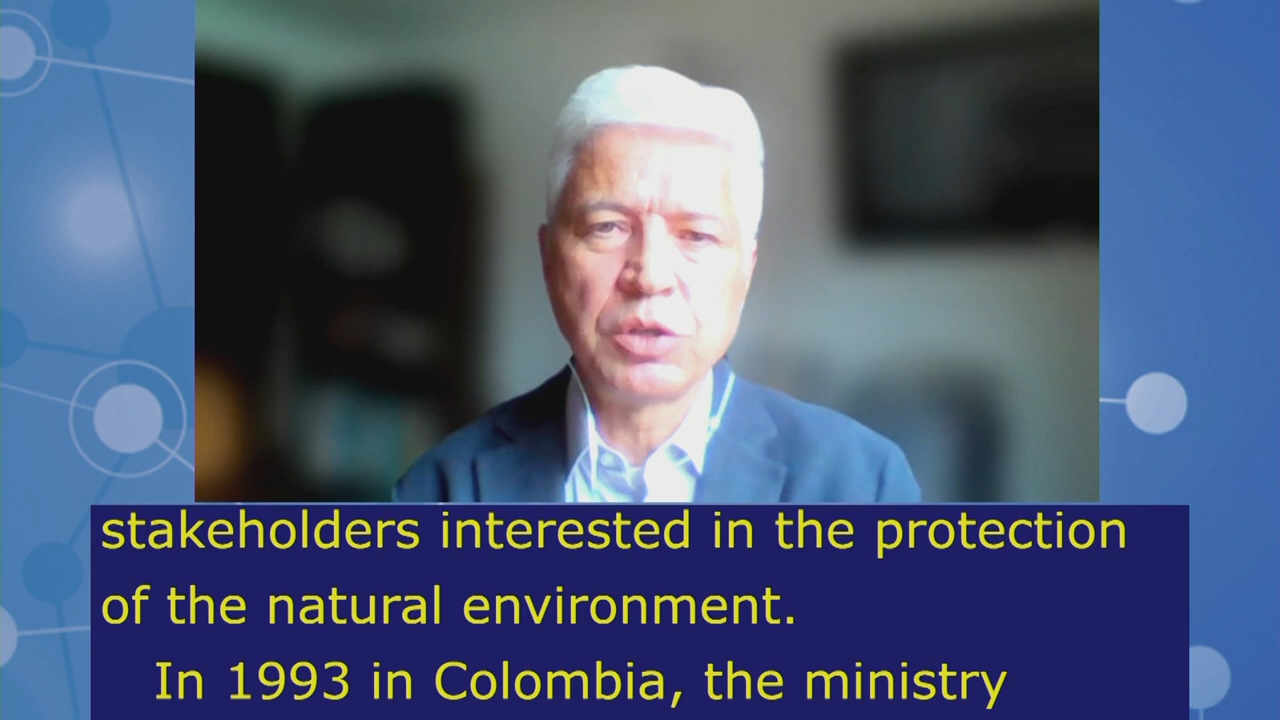 stakeholders interested in the protection
of the natural environment.
In 1993 in Colombia, the ministry